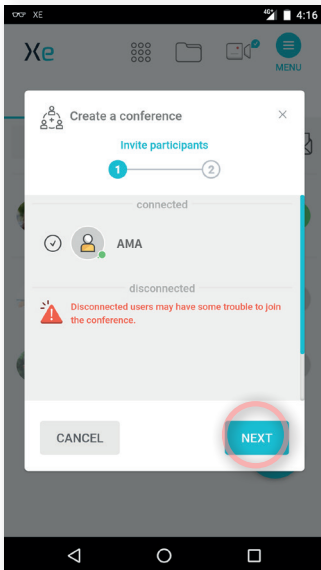 XE
4G
4:16
Xe
MENU
Create a conference
Invite participants
1
2
connected
AMA
disconnected
Disconnected users may have some trouble to join
the conference.
CANCEL
NEXT